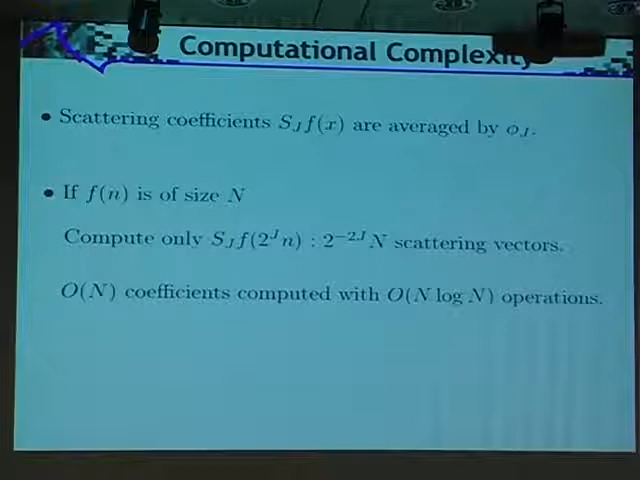 Computational Complexity
• Scattering coefficients $S_J f(x)$ are averaged by $\phi_J$.
• If $f(n)$ is of size $N$
Compute only $S_J f(2^J n) : 2^{-2J} N$ scattering vectors.
$O(N)$ coefficients computed with $O(N \log N)$ operations.